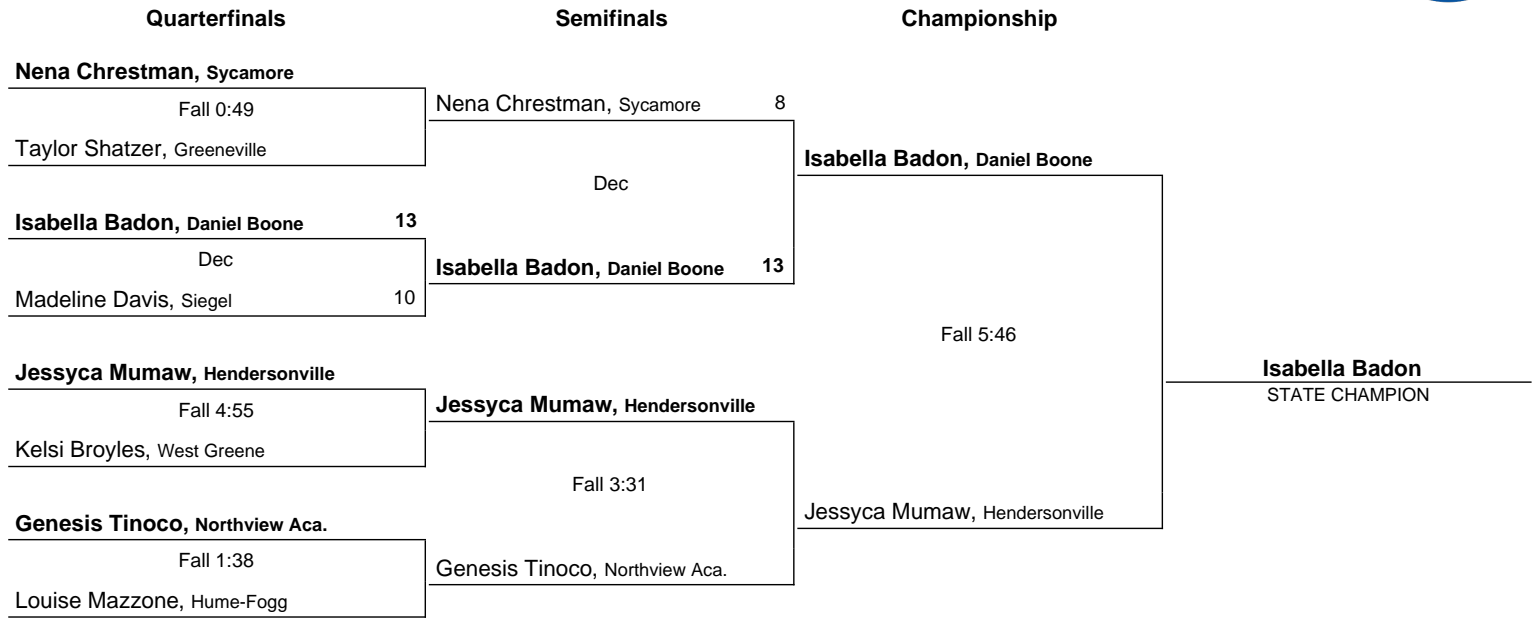 Quarterfinals Semifinals Championship
Nena Chrestman, Sycamore
Fall 0:49
Taylor Shatzer, Greeneville
Isabella Badon, Daniel Boone 13
Dec
Madeline Davis, Siegel 10
Jessyca Mumaw, Hendersonville
Fall 4:55
Kelsi Broyles, West Greene
Genesis Tinoco, Northview Aca.
Fall 1:38
Louise Mazzone, Hume-Fogg
Nena Chrestman, Sycamore 8
Dec
Isabella Badon, Daniel Boone 13
Jessyca Mumaw, Hendersonville
Fall 3:31
Genesis Tinoco, Northview Aca.
Isabella Badon, Daniel Boone
Fall 5:46
Jessyca Mumaw, Hendersonville
Isabella Badon
STATE CHAMPION